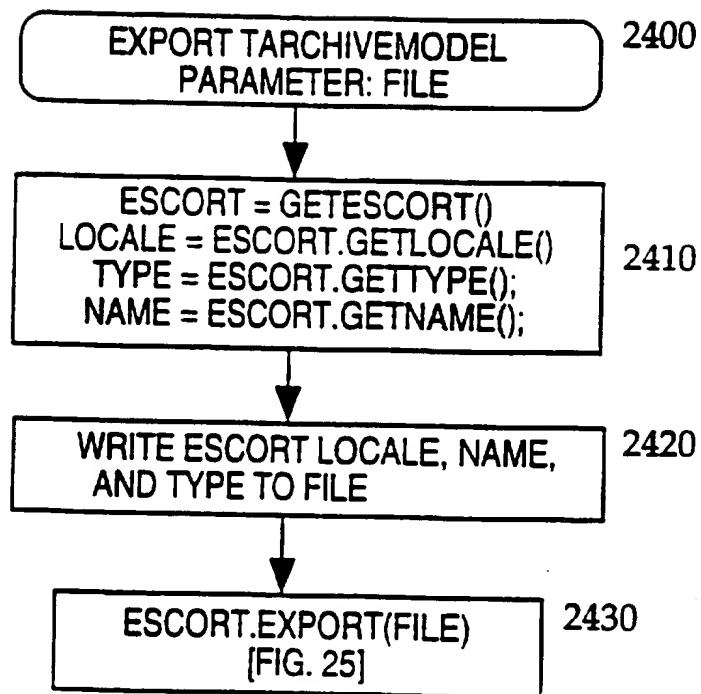 EXPORT TARCHIVEMODEL
PARAMETER: FILE
2400
ESCORT = GETESCORT()
LOCALE = ESCORT.GETLOCALE()
TYPE = ESCORT.GETTYPE();
NAME = ESCORT.GETNAME();
2410
WRITE ESCORT LOCALE, NAME,
AND TYPE TO FILE
2420
ESCORT.EXPORT(FILE)
[FIG. 25]
2430